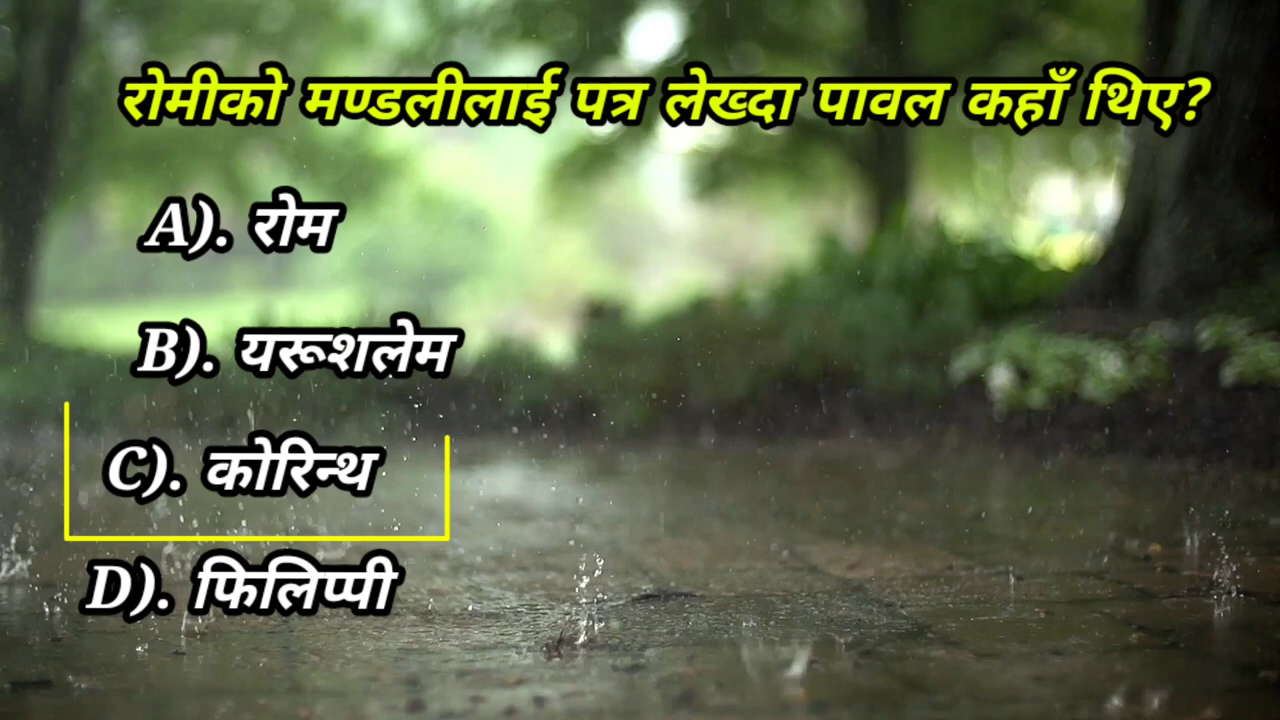 रोमीको मण्डलीलाई पत्र लेख्दा पावल कहाँ थिए?
A). रोम
B). यरूशलेम
C). कोरिन्थ
D). फिलिप्पी